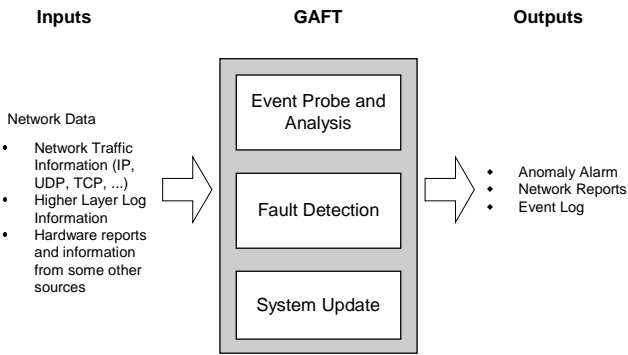 Inputs
GAFT
Outputs
Network Data
• Network Traffic
Information (IP,
UDP, TCP, ...)
• Higher Layer Log
Information
• Hardware reports
and information
from some other
sources
Event Probe and
Analysis
Fault Detection
System Update
◆ Anomaly Alarm
◆ Network Reports
◆ Event Log